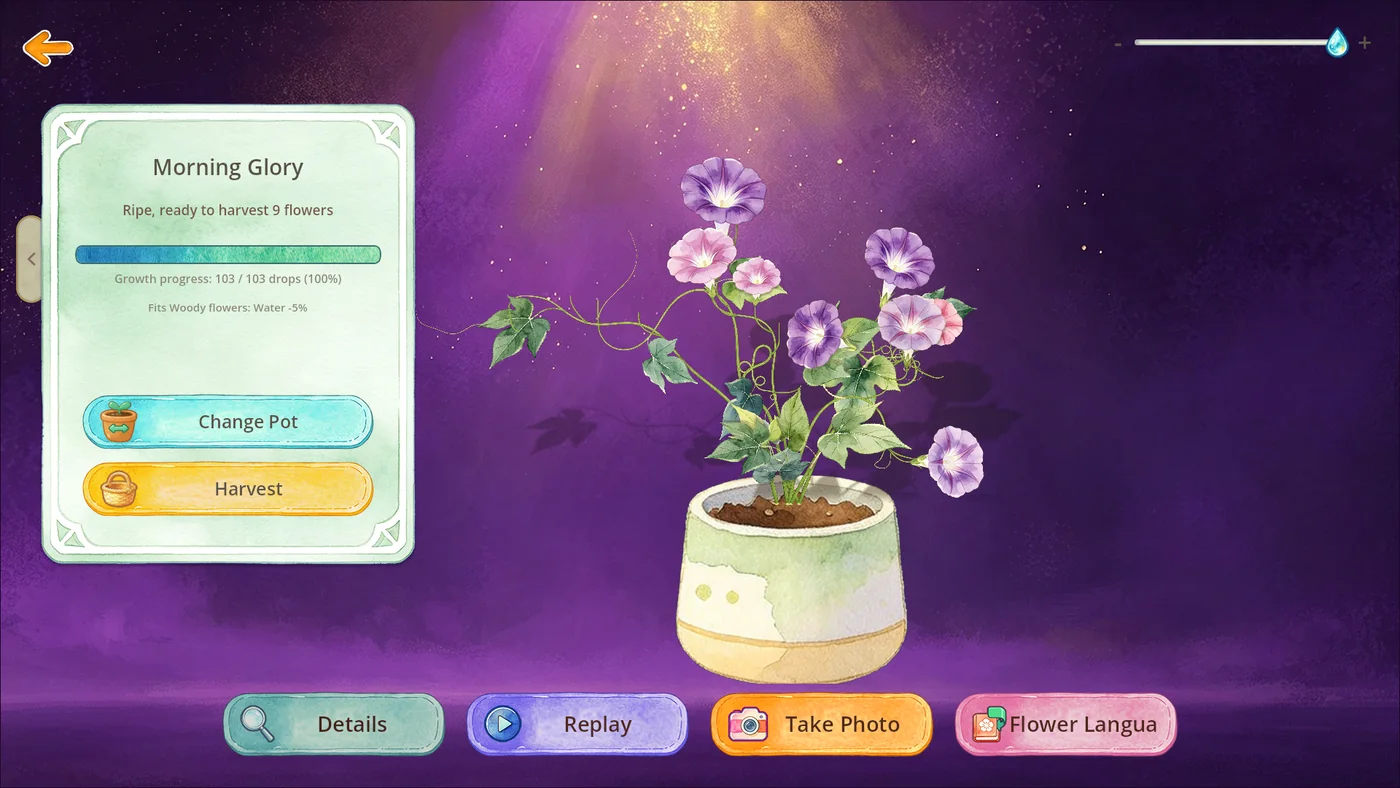 Morning Glory
Ripe, ready to harvest 9 flowers
Growth progress: 103 / 103 drops (100%)
Fits Woody flowers: Water -5%
Change Pot
Harvest
- +
Details
Replay
Take Photo
Flower Langua